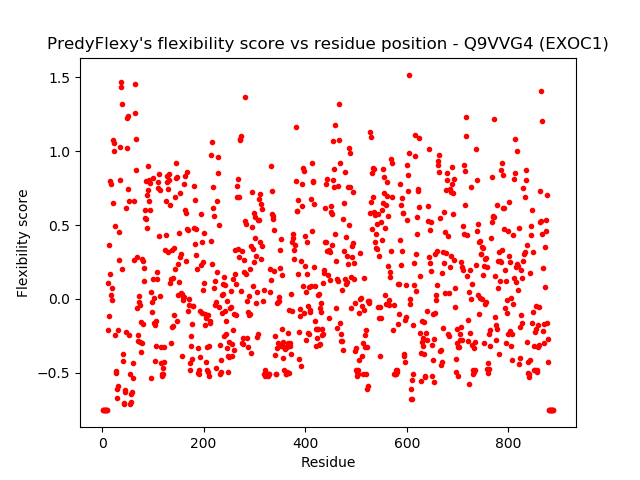 PredyFlexy's flexibility score vs residue position - Q9VVG4 (EXOC1)
Flexibility score
1.5
1.0
0.5
0.0
−0.5
0 200 400 600 800
Residue